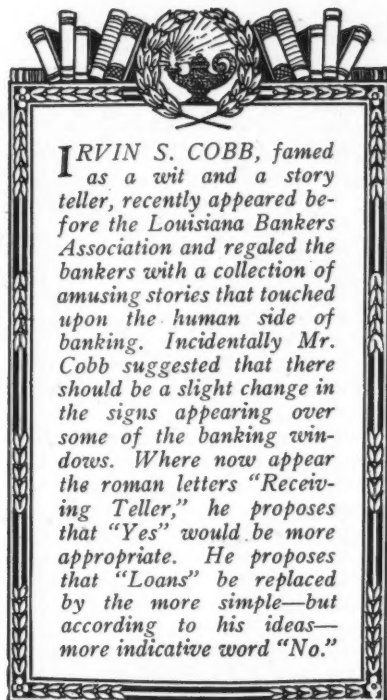 IRVIN S. COBB, famed
as a wit and a story
teller, recently appeared be-
fore the Louisiana Bankers
Association and regaled the
bankers with a collection of
amusing stories that touched
upon the human side of
banking. Incidentally Mr.
Cobb suggested that there
should be a slight change in
the signs appearing over
some of the banking win-
dows. Where now appear
the roman letters "Receiv-
ing Teller," he proposes
that "Yes" would be more
appropriate. He proposes
that "Loans" be replaced
by the more simple—but
according to his ideas—
more indicative word "No."